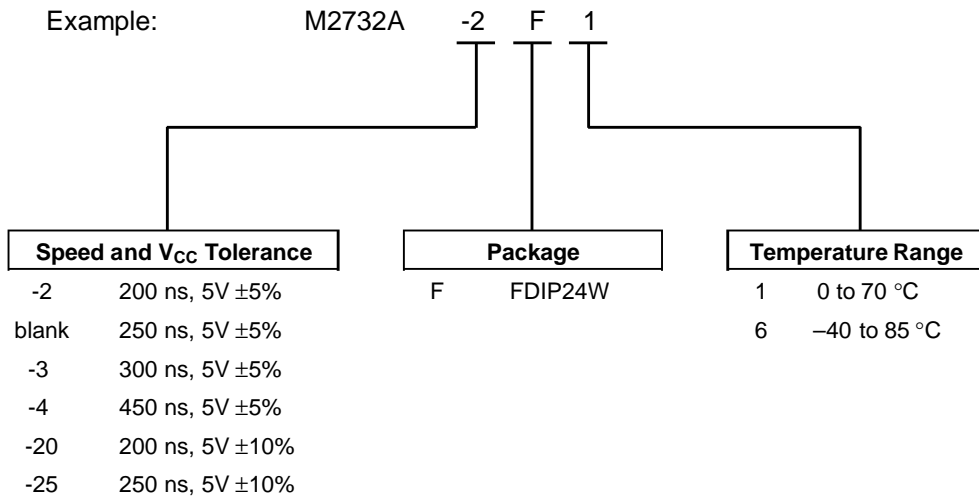 Example: M2732A -2 F 1
Speed and VCC Tolerance
-2 200 ns, 5V ±5%
blank 250 ns, 5V ±5%
-3 300 ns, 5V ±5%
-4 450 ns, 5V ±5%
-20 200 ns, 5V ±10%
-25 250 ns, 5V ±10%
Package
F FDIP24W
Temperature Range
1 0 to 70 °C
6 –40 to 85 °C